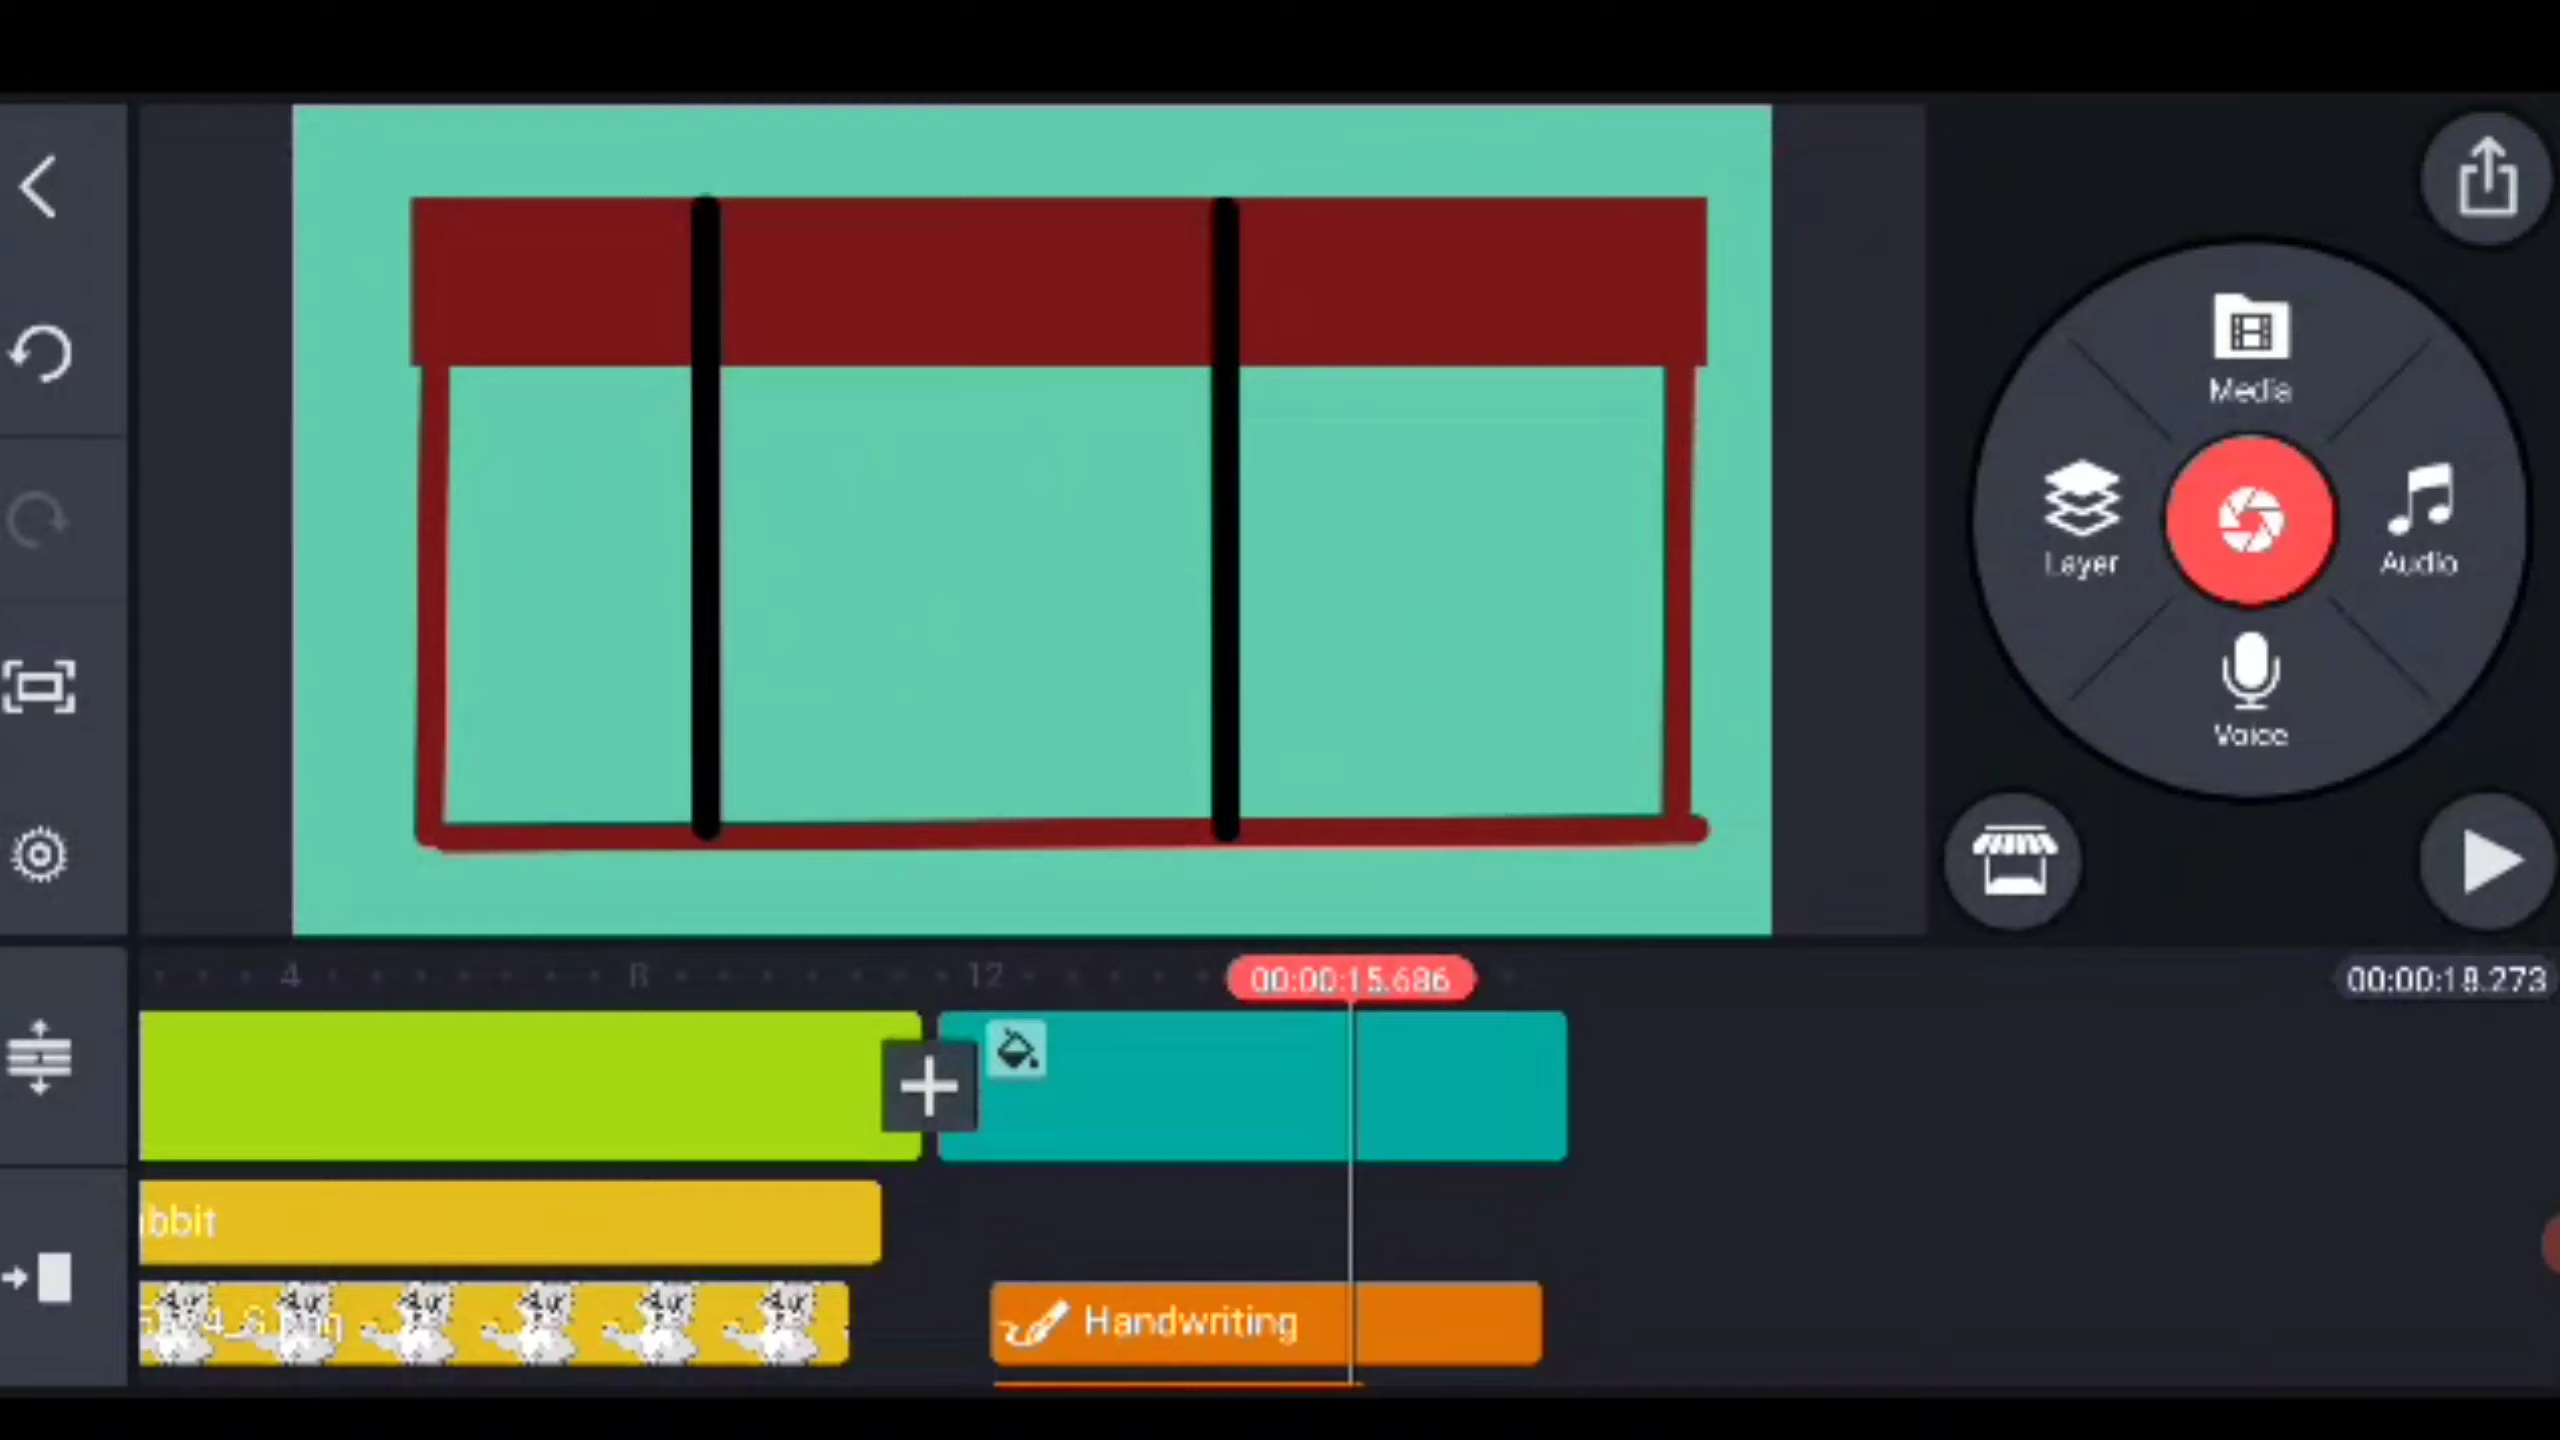 Media
Layer
Audio
Voice
4
8
12
00:00:15.686
00:00:18.273
bbit
Handwriting